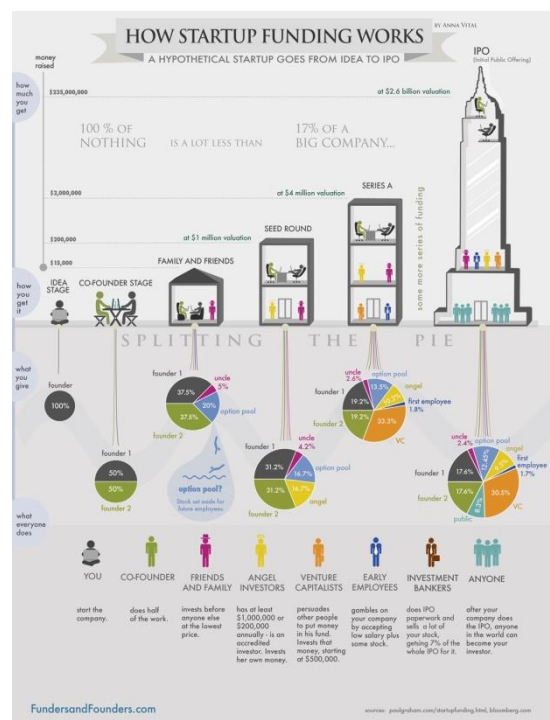 HOW STARTUP FUNDING WORKS
BY ANNA VITAL
A HYPOTHETICAL STARTUP GOES FROM IDEA TO IPO
money
raised
IPO
(Initial Public Offering)
how
much
you
get
$235,000,000
at $2.6 billion valuation
100 % OF
NOTHING
IS A LOT LESS THAN
17% OF A
BIG COMPANY...
SERIES A
$2,000,000
at $4 million valuation
SEED ROUND
$200,000
at $1 million valuation
FAMILY AND FRIENDS
$15,000
some more series of funding
how
you
get
it
IDEA
STAGE
CO-FOUNDER STAGE
SPLITTING THE PIE
what
you
give
founder
100%
founder 1
50%
50%
founder 2
founder 1
uncle
5%
37.5%
20%
option pool
37.5%
founder 2
option pool?
Stock set aside for
future employees.
founder 1
uncle
4.2%
31.2%
16.7%
option pool
31.2%
16.7%
angel
founder 2
founder 1
uncle
2.6%
option pool
13.5%
angel
19.2%
first employee
1.8%
19.2%
33.3%
VC
founder 2
uncle
2.4%
option pool
12.45%
angel
founder 1
17.6%
first
employee
1.7%
founder 2
17.6%
30.5%
VC
public
what
everyone
does
YOU
start the
company.
CO-FOUNDER
does half
of the work.
FRIENDS
AND FAMILY
invests before
anyone else
at the lowest
price.
ANGEL
INVESTORS
has at least
$1,000,000 or
$200,000
annually - is an
accredited
investor. Invests
her own money.
VENTURE
CAPITALISTS
persuades
other people
to put money
in his fund.
Invests that
money, starting
at $500,000.
EARLY
EMPLOYEES
gambles on
your company
by accepting
low salary plus
some stock.
INVESTMENT
BANKERS
does IPO
paperwork and
sells a lot of
your stock,
getsing 7% of the
whole IPO for it.
ANYONE
after your
company does
the IPO, anyone
in the world can
become your
investor.
FundersandFounders.com
sources: paulgraham.com/startupfunding.html, bloomberg.com